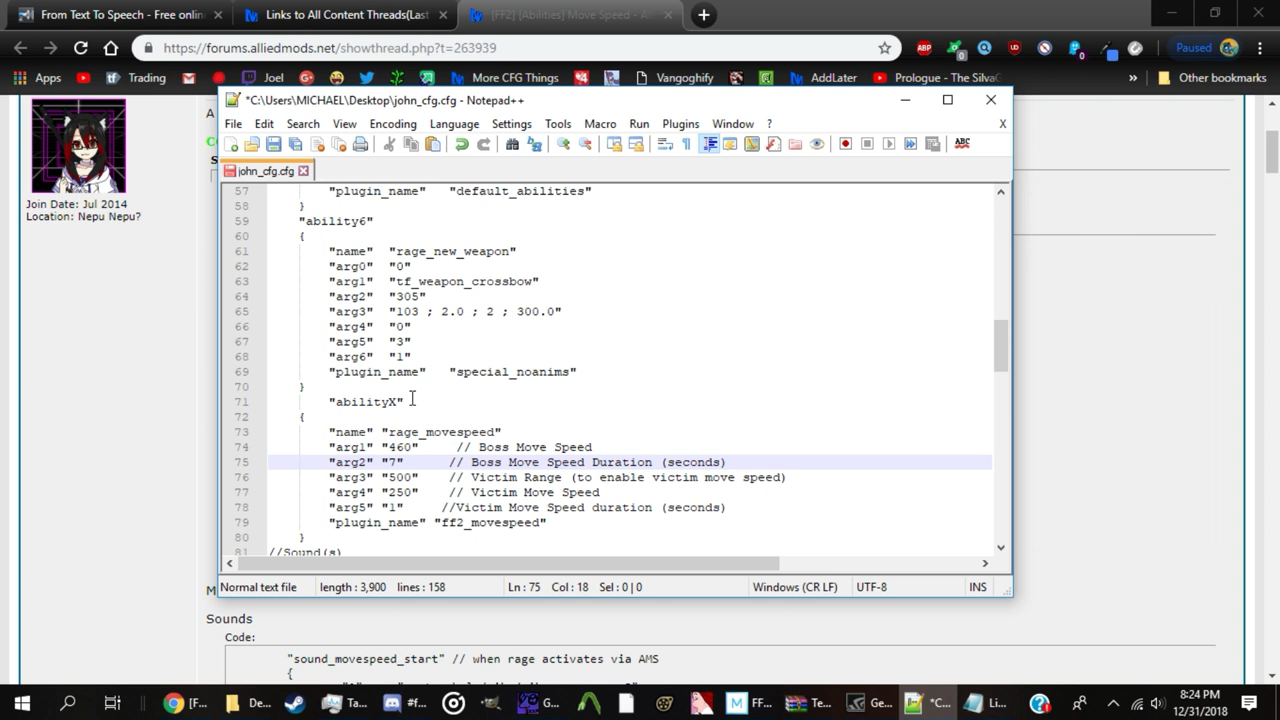 From Text To Speech - Free onlin
Links to All Content Threads(Last
[FF2] [Abilities] Move Speed - Al
https://forums.alliedmods.net/showthread.php?t=263939
Paused
Apps
Trading
Joel
More CFG Things
Vangoghify
AddLater
Prologue - The SilvaG
»
Other bookmarks
*C:\Users\MICHAEL\Desktop\john_cfg.cfg - Notepad++
File Edit Search View Encoding Language Settings Tools Macro Run Plugins Window ? X
john_cfg.cfg
Join Date: Jul 2014
Location: Nepu Nepu?
57 "plugin_name" "default_abilities"
58 }
59 "ability6"
60 {
61 "name" "rage_new_weapon"
62 "arg0" "0"
63 "arg1" "tf_weapon_crossbow"
64 "arg2" "305"
65 "arg3" "103 ; 2.0 ; 2 ; 300.0"
66 "arg4" "0"
67 "arg5" "3"
68 "arg6" "1"
69 "plugin_name" "special_noanims"
70 }
71 "abilityX"
72 {
73 "name" "rage_movespeed"
74 "arg1" "460" // Boss Move Speed
75 "arg2" "7" // Boss Move Speed Duration (seconds)
76 "arg3" "500" // Victim Range (to enable victim move speed)
77 "arg4" "250" // Victim Move Speed
78 "arg5" "1" //Victim Move Speed duration (seconds)
79 "plugin_name" "ff2_movespeed"
80 }
81 //Sound(s)
Normal text file length : 3,900 lines : 158 Ln : 75 Col : 18 Sel : 0 | 0 Windows (CR LF) UTF-8 INS
Sounds
Code:
"sound_movespeed_start" // when rage activates via AMS
{
[F...
De...
Ta...
#f...
G...
FF...
Te...
Ge...
*C...
Li...
8:24 PM
12/31/2018